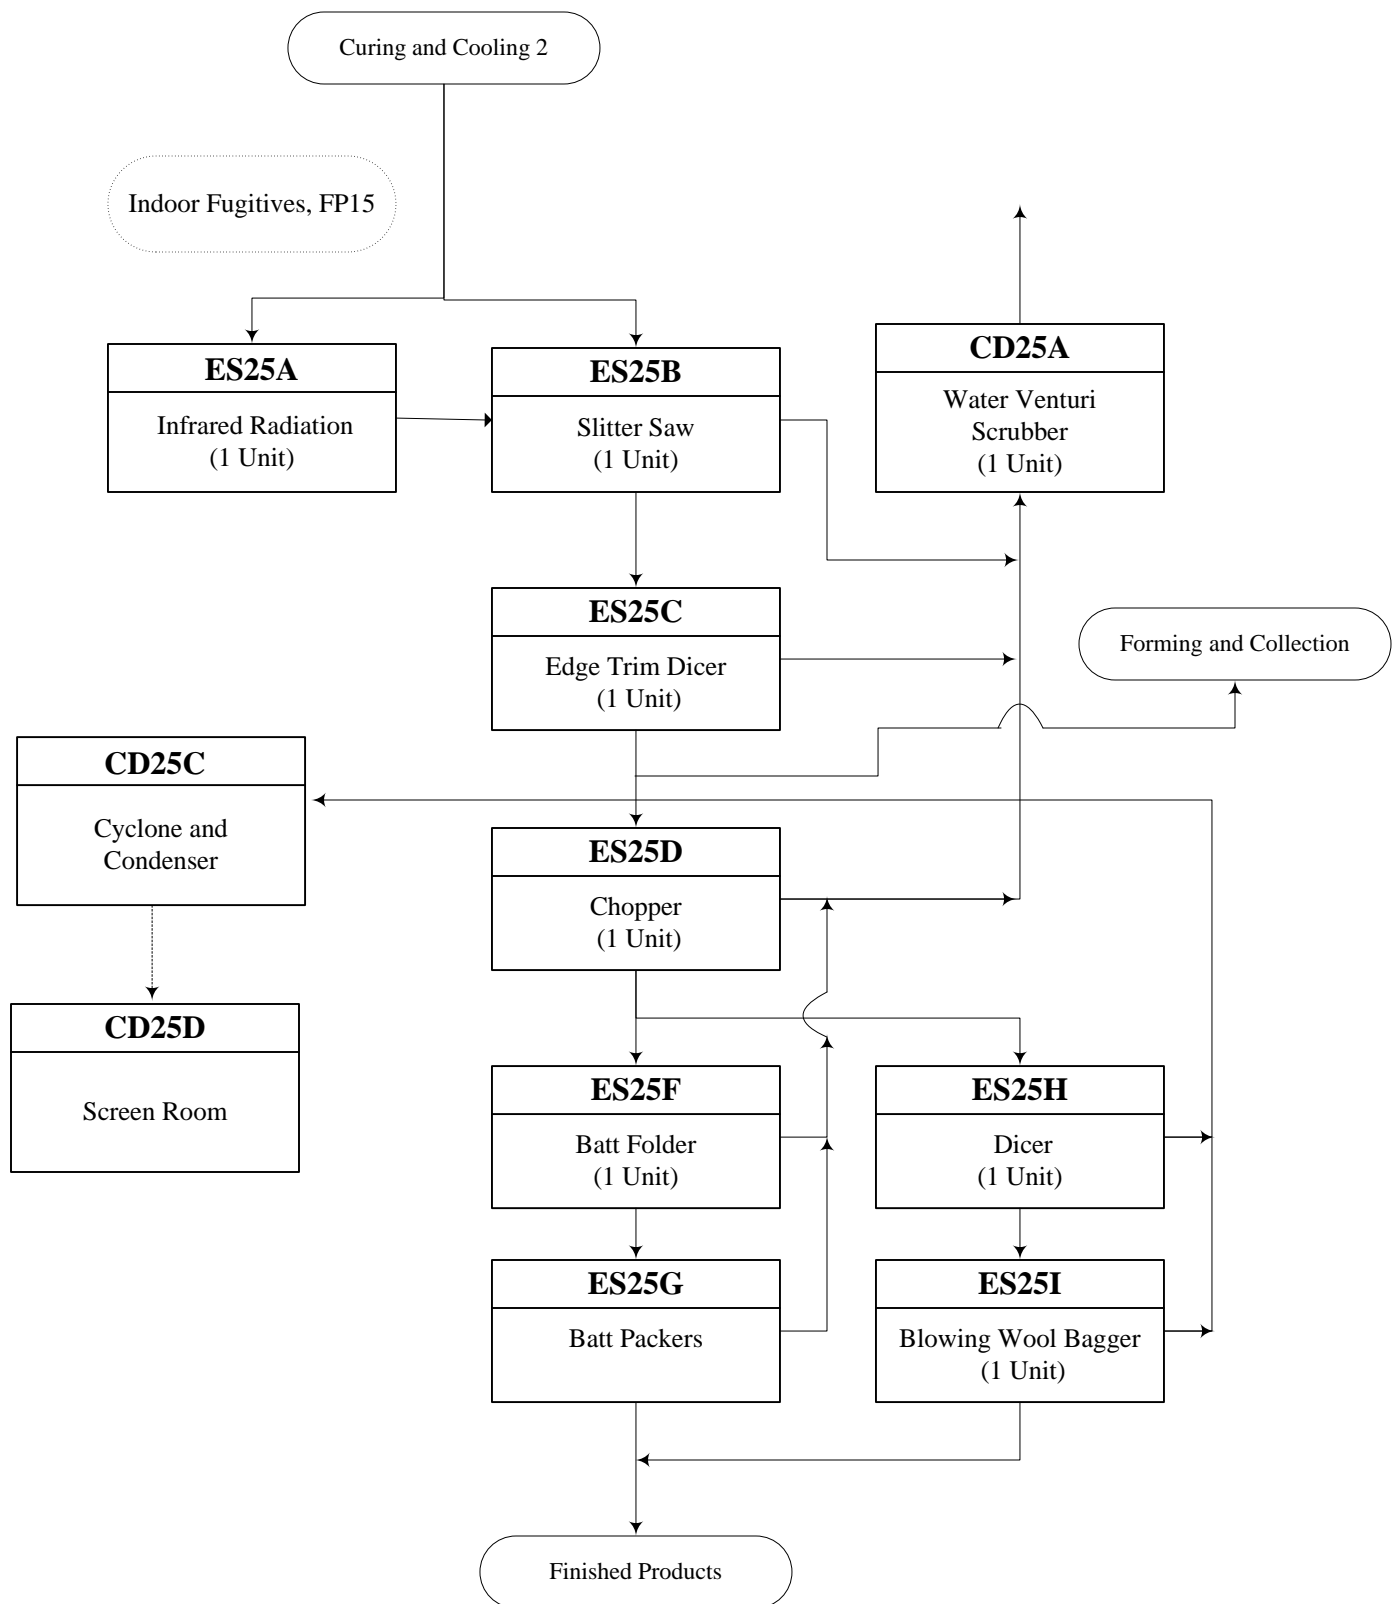 Curing and Cooling 2
Indoor Fugitives, FP15
ES25A
Infrared Radiation
(1 Unit)
ES25B
Slitter Saw
(1 Unit)
CD25A
Water Venturi
Scrubber
(1 Unit)
ES25C
Edge Trim Dicer
(1 Unit)
Forming and Collection
CD25C
Cyclone and
Condenser
ES25D
Chopper
(1 Unit)
CD25D
Screen Room
ES25F
Batt Folder
(1 Unit)
ES25H
Dicer
(1 Unit)
ES25G
Batt Packers
ES25I
Blowing Wool Bagger
(1 Unit)
Finished Products